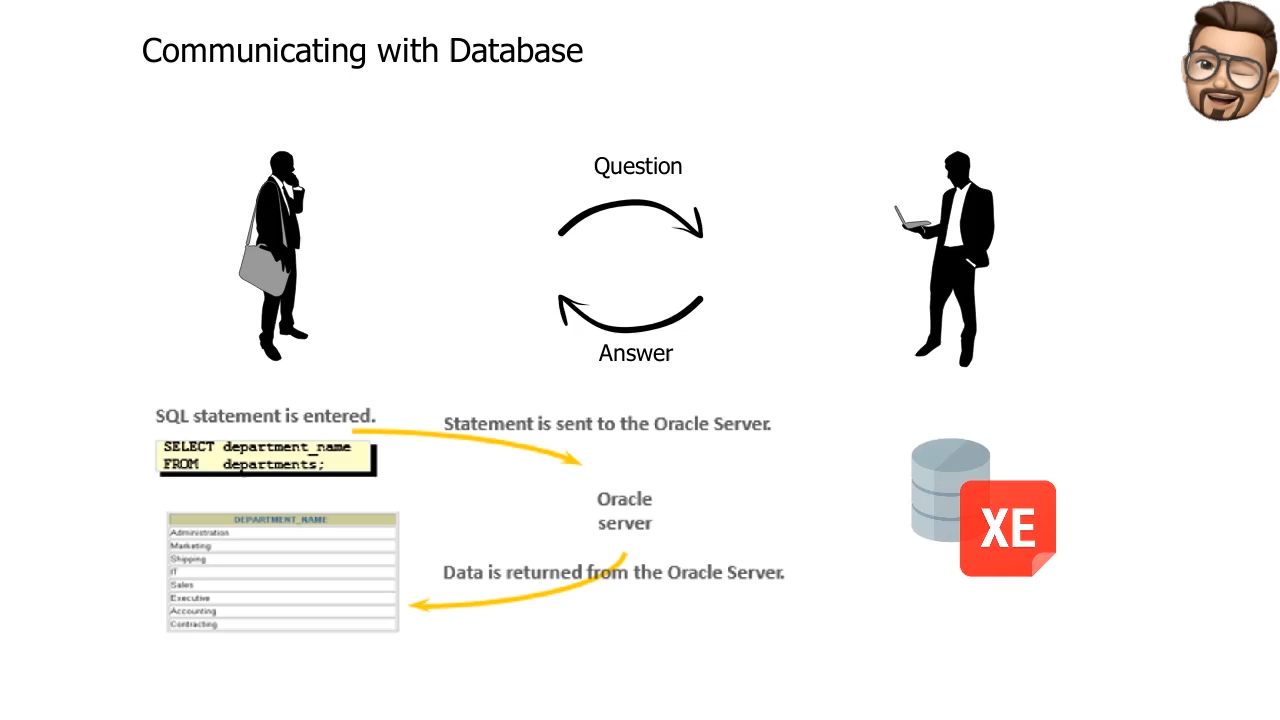 Communicating with Database
Question
Answer
SQL statement is entered.
Statement is sent to the Oracle Server.
SELECT department_name
FROM departments;
Oracle
server
XE
DEPARTMENT_NAME
Administration
Marketing
Shipping
IT
Sales
Executive
Accounting
Contracting
Data is returned from the Oracle Server.